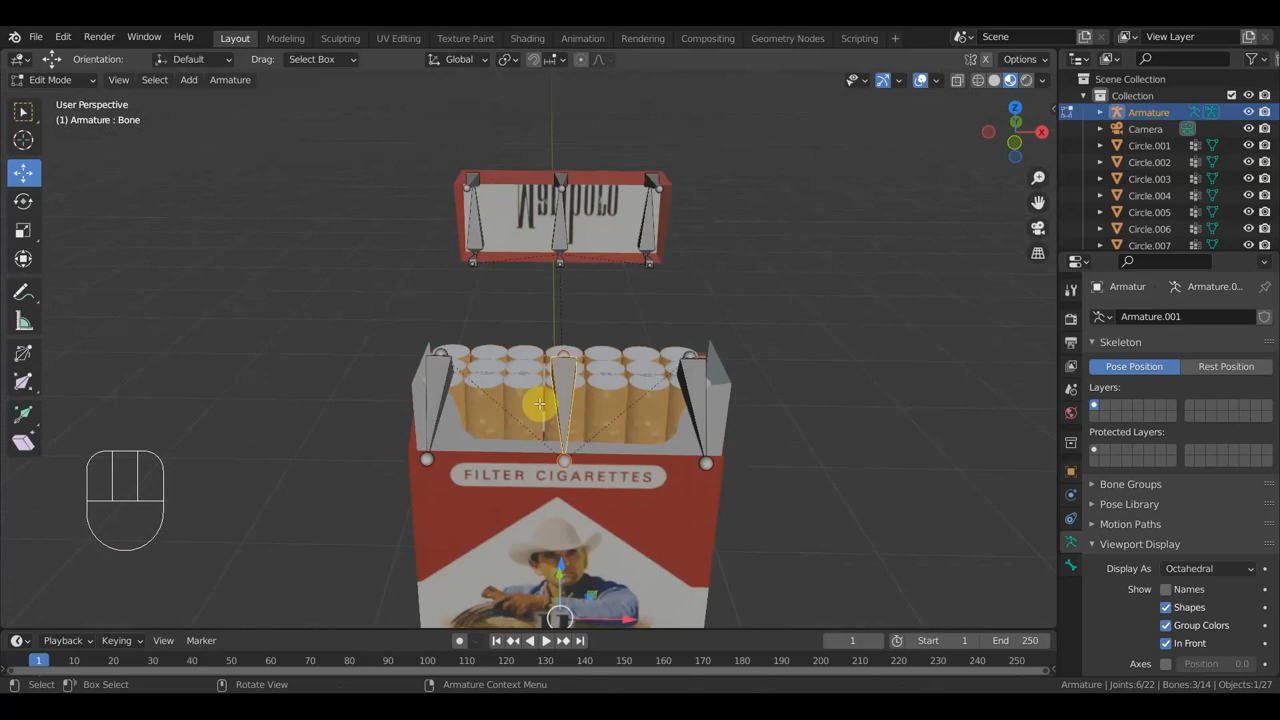 File Edit Render Window Help
Layout Modeling Sculpting UV Editing Texture Paint Shading Animation Rendering Compositing Geometry Nodes Scripting +
Scene View Layer
Orientation: Default Drag: Select Box Global Options
Edit Mode View Select Add Armature
User Perspective
(1) Armature : Bone
Z
X
Marlboro
FILTER CIGARETTES
Scene Collection
Collection
Armature
Camera
Circle.001
Circle.002
Circle.003
Circle.004
Circle.005
Circle.006
Circle.007
Armatur Armature.0...
Armature.001
Skeleton
Pose Position Rest Position
Layers:
Protected Layers:
Bone Groups
Pose Library
Motion Paths
Viewport Display
Display As Octahedral
Show Names
Shapes
Group Colors
In Front
Axes Position 0.0
Playback Keying View Marker 1 Start 1 End 250
1 10 20 30 40 50 60 70 80 90 100 110 120 130 140 150 160 170 180 190 200 210 220 230 240 250
Select Box Select Rotate View Armature Context Menu Armature | Joints:6/22 | Bones:3/14 | Objects:1/27